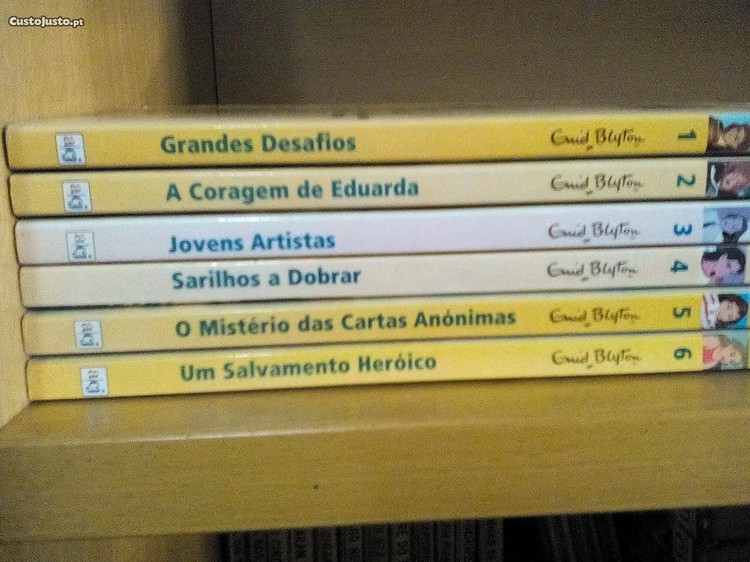 CustoJusto.pt
Grandes Desafios Enid Blyton 1
A Coragem de Eduarda Enid Blyton 2
Jovens Artistas Enid Blyton 3
Sarilhos a Dobrar Enid Blyton 4
O Mistério das Cartas Anónimas Enid Blyton 5
Um Salvamento Heróico Enid Blyton 6